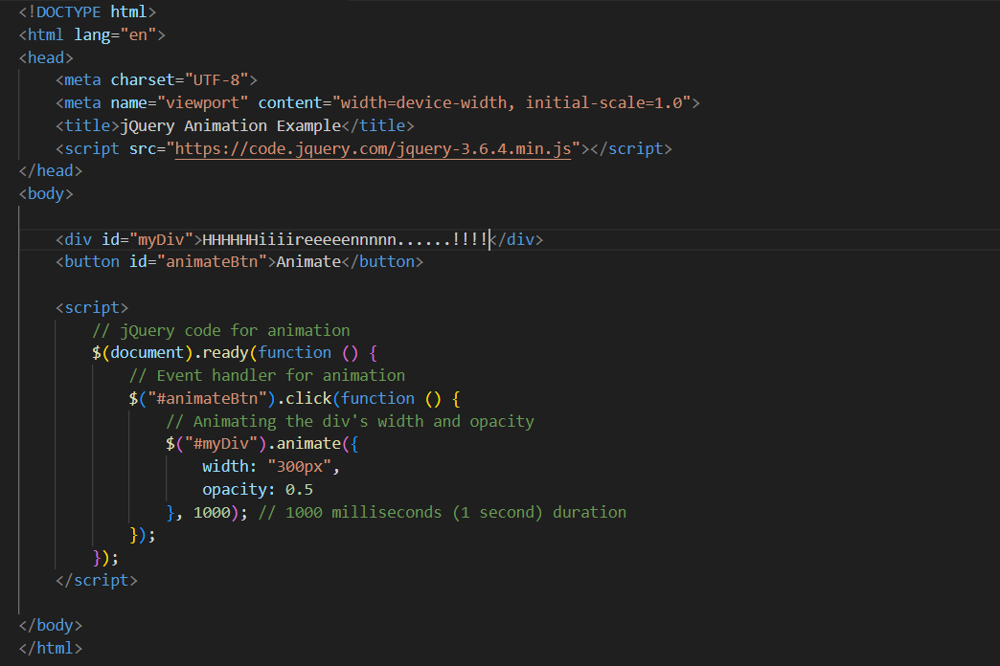 <!DOCTYPE html>
<html lang="en">
<head>
    <meta charset="UTF-8">
    <meta name="viewport" content="width=device-width, initial-scale=1.0">
    <title>jQuery Animation Example</title>
    <script src="https://code.jquery.com/jquery-3.6.4.min.js"></script>
</head>
<body>
    <div id="myDiv">HHHHHHiiiireeeeennnnn......!!!!</div>
    <button id="animateBtn">Animate</button>
    <script>
        // jQuery code for animation
        $(document).ready(function () {
            // Event handler for animation
            $("#animateBtn").click(function () {
                // Animating the div's width and opacity
                $("#myDiv").animate({
                    width: "300px",
                    opacity: 0.5
                }, 1000); // 1000 milliseconds (1 second) duration
            });
        });
    </script>
</body>
</html>